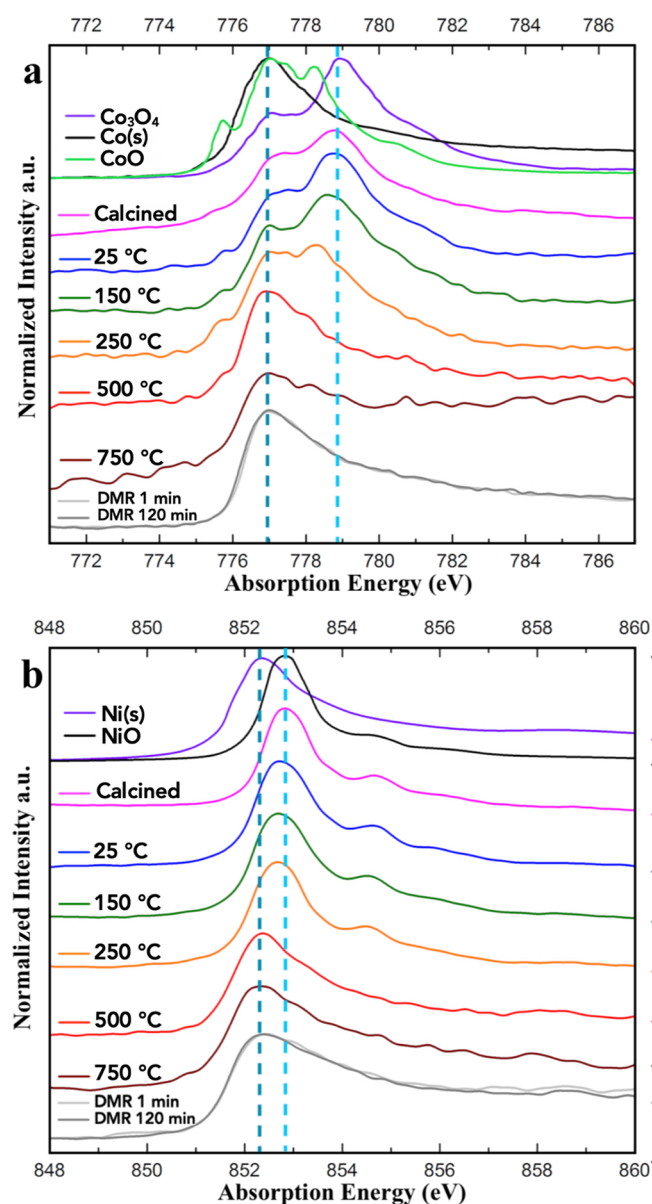 772 774 776 778 780 782 784 786
a
Co₃O₄
Co(s)
CoO
Calcined
25 °C
150 °C
250 °C
500 °C
750 °C
DMR 1 min
DMR 120 min
Normalized Intensity a.u.
772 774 776 778 780 782 784 786
Absorption Energy (eV)
848 850 852 854 856 858 860
b
Ni(s)
NiO
Calcined
25 °C
150 °C
250 °C
500 °C
750 °C
DMR 1 min
DMR 120 min
Normalized Intensity a.u.
848 850 852 854 856 858 860
Absorption Energy (eV)